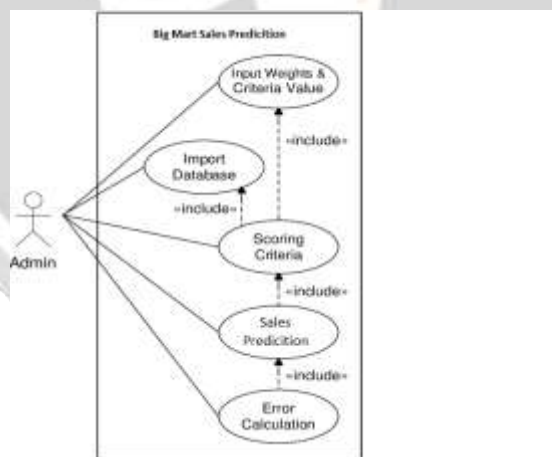 Big Mart Sales Predicition
Input Weights &
Criteria Value
«include»
Import
Database
«include»
Scoring
Criteria
Admin
«include»
Sales
Predicition
«include»
Error
Calculation